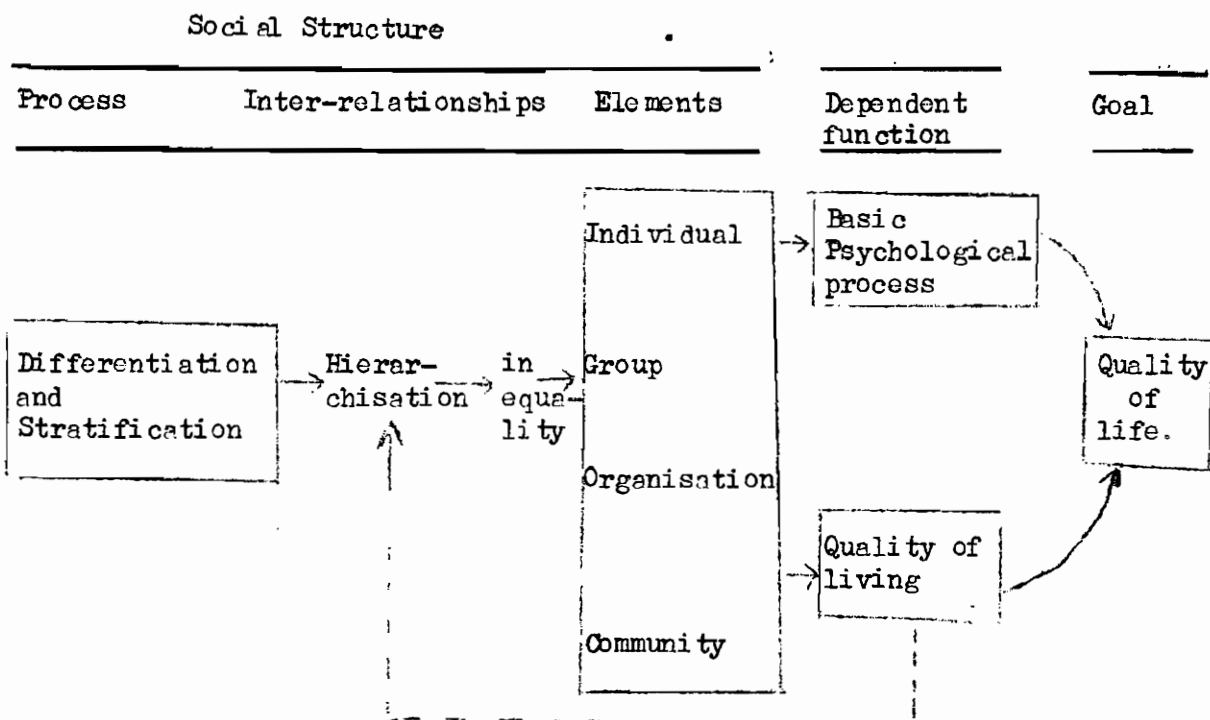 Social Structure
Process Inter-relationships Elements Dependent function Goal
Individual
Basic
Psychological
process
Differentiation
and
Stratification
Hierar-
chisation
in
equa-
lity
Group
Quality
of
life.
Organisation
Quality of
living
Community